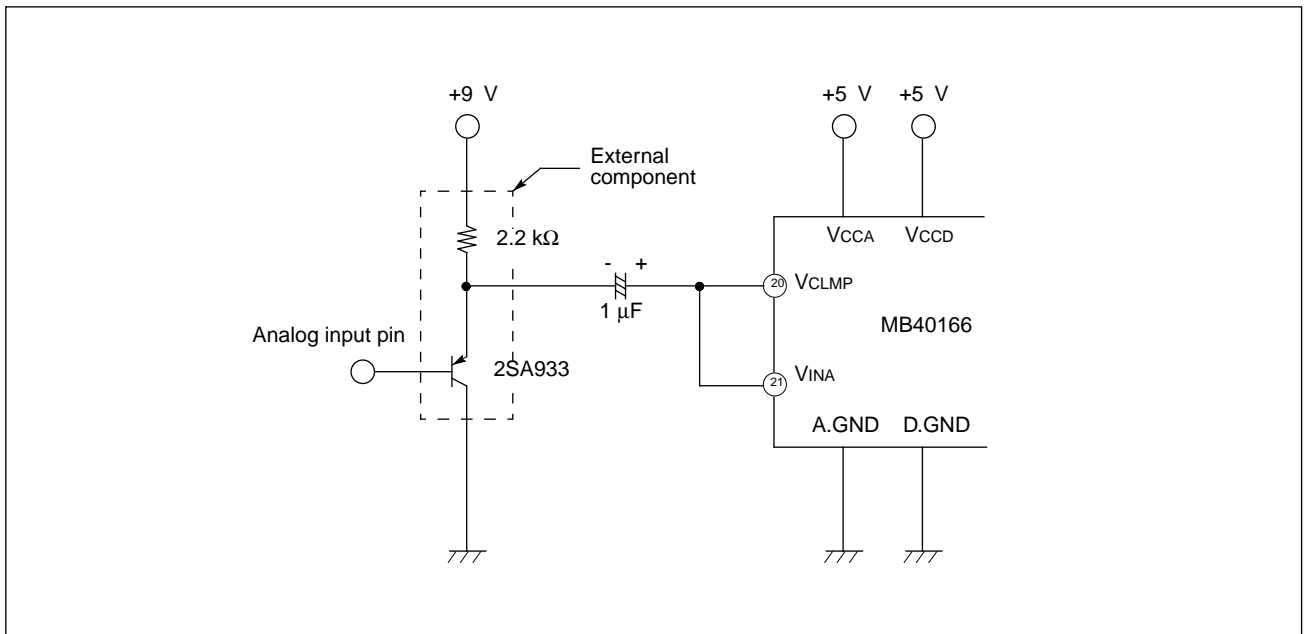 +9 V
+5 V
+5 V
External
component
VCCA
VCCD
2.2 kΩ
- +
20
VCLMP
1 µF
MB40166
Analog input pin
2SA933
21
VINA
A.GND
D.GND